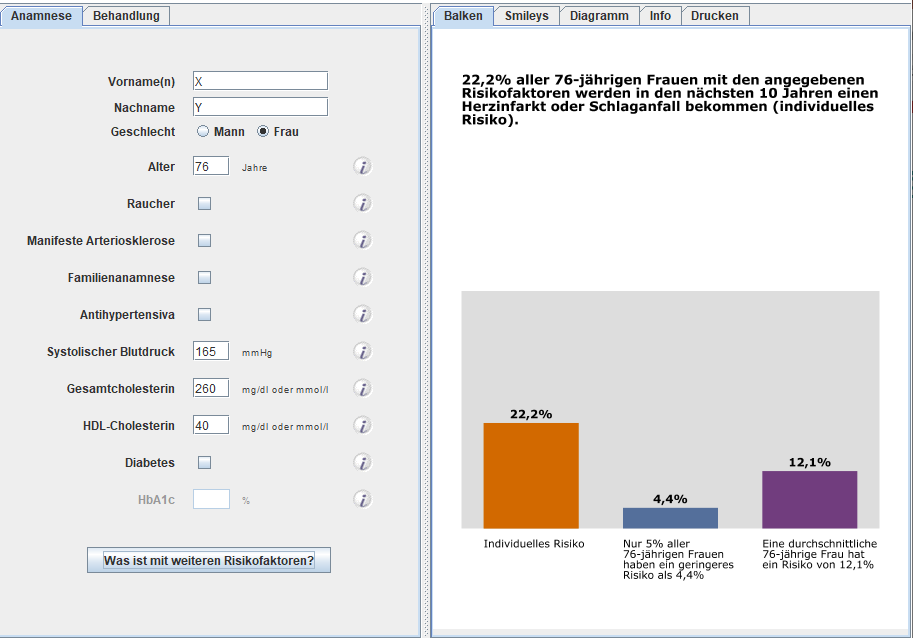 Anamnese Behandlung
Vorname(n) X
Nachname Y
Geschlecht Mann Frau
Alter 76 Jahre i
Raucher i
Manifeste Arteriosklerose i
Familienanamnese i
Antihypertensiva i
Systolischer Blutdruck 165 mmHg i
Gesamtcholesterin 260 mg/dl oder mmol/l i
HDL-Cholesterin 40 mg/dl oder mmol/l i
Diabetes i
HbA1c % i
Was ist mit weiteren Risikofaktoren?
Balken Smileys Diagramm Info Drucken
22,2% aller 76-jährigen Frauen mit den angegebenen
Risikofaktoren werden in den nächsten 10 Jahren einen
Herzinfarkt oder Schlaganfall bekommen (individuelles
Risiko).
22,2%
4,4%
12,1%
Individuelles Risiko
Nur 5% aller
76-jährigen Frauen
haben ein geringeres
Risiko als 4,4%
Eine durchschnittliche
76-jährige Frau hat
ein Risiko von 12,1%